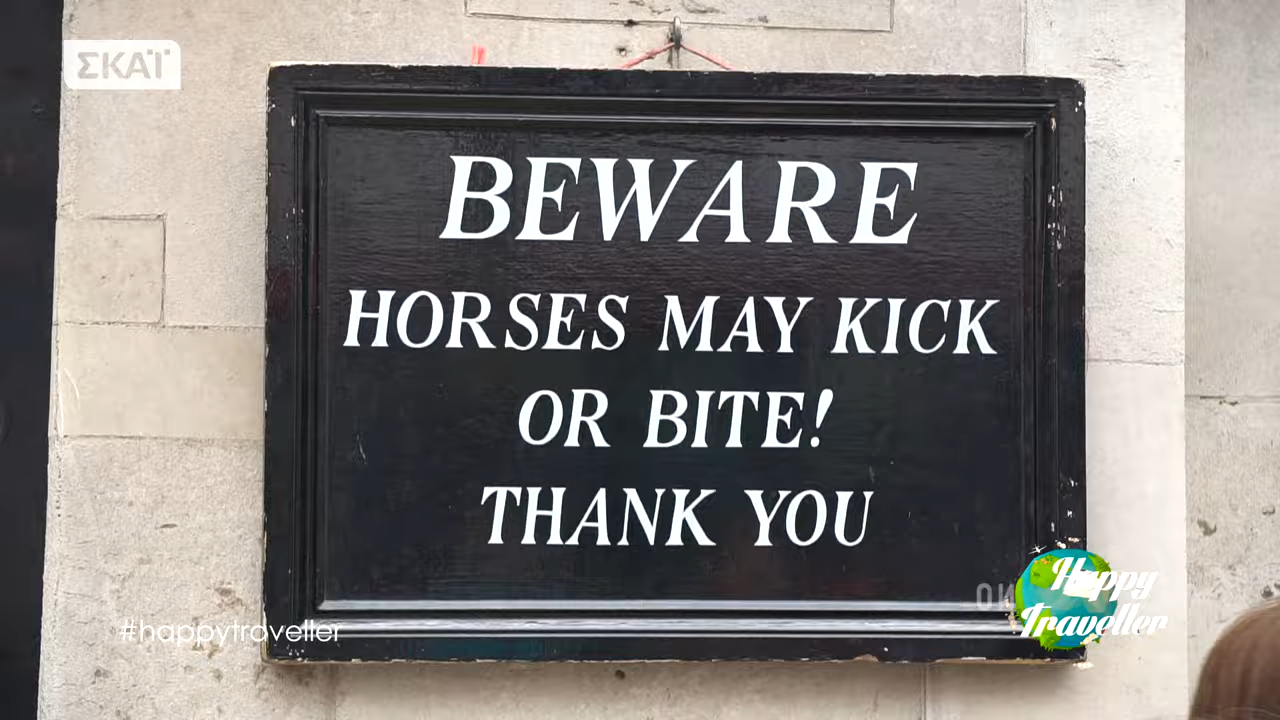 ΣΚΑΪ
BEWARE
HORSES MAY KICK
OR BITE!
THANK YOU
Happy
Traveller
#happytraveller